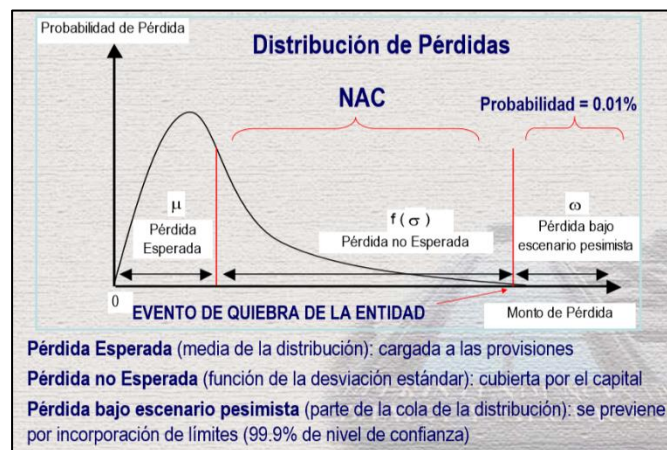 Probabilidad de Pérdida
Distribución de Pérdidas
NAC
Probabilidad = 0.01%
μ
Pérdida
Esperada
f ( σ )
Pérdida no Esperada
ω
Pérdida bajo
escenario pesimista
0
EVENTO DE QUIEBRA DE LA ENTIDAD
Monto de Pérdida
Pérdida Esperada (media de la distribución): cargada a las provisiones
Pérdida no Esperada (función de la desviación estándar): cubierta por el capital
Pérdida bajo escenario pesimista (parte de la cola de la distribución): se previene
por incorporación de límites (99.9% de nivel de confianza)